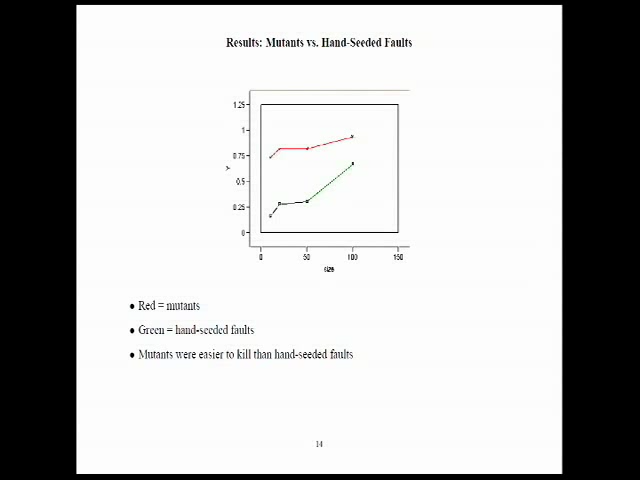 Results: Mutants vs. Hand-Seeded Faults
1.25
1
0.75
Y
0.5
0.25
0
0 50 100 150
size
● Red = mutants
● Green = hand-seeded faults
● Mutants were easier to kill than hand-seeded faults
14